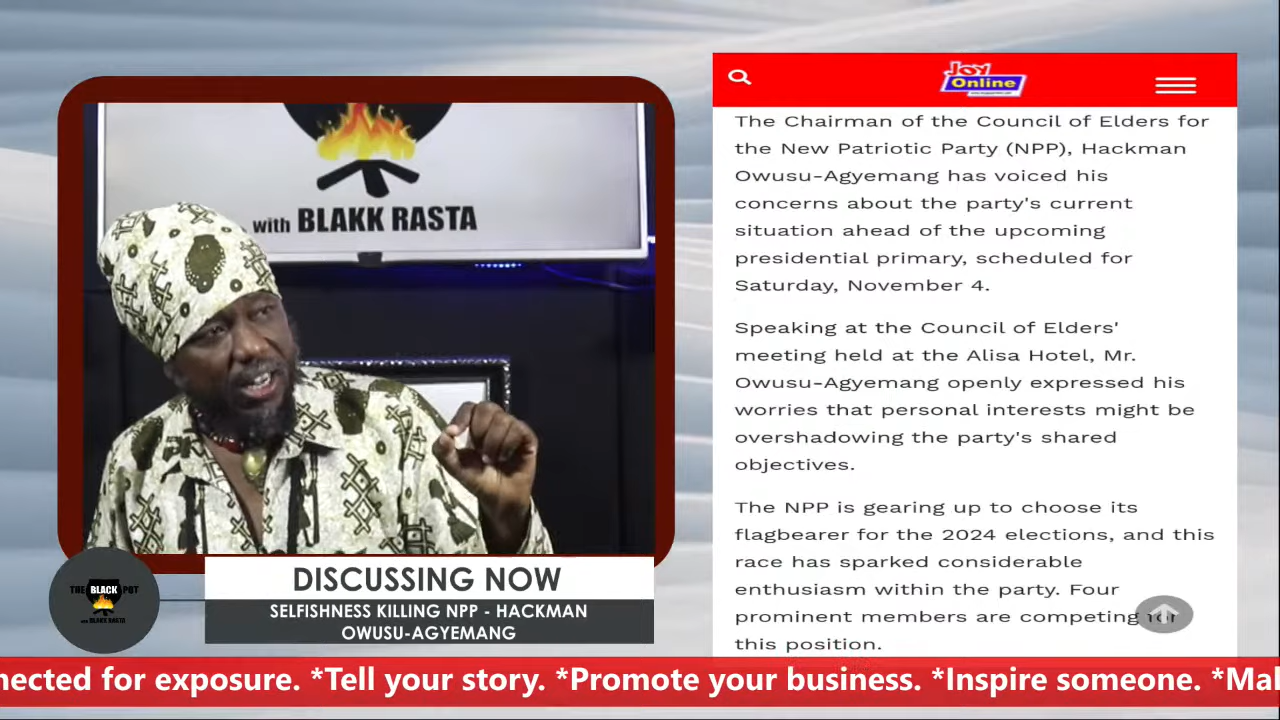 with BLAKK RASTA
Joy
Online
The Chairman of the Council of Elders for
the New Patriotic Party (NPP), Hackman
Owusu-Agyemang has voiced his
concerns about the party's current
situation ahead of the upcoming
presidential primary, scheduled for
Saturday, November 4.
Speaking at the Council of Elders'
meeting held at the Alisa Hotel, Mr.
Owusu-Agyemang openly expressed his
worries that personal interests might be
overshadowing the party's shared
objectives.
The NPP is gearing up to choose its
flagbearer for the 2024 elections, and this
race has sparked considerable
enthusiasm within the party. Four
prominent members are competing for
this position.
THE BLACK POT
with BLAKK RASTA
DISCUSSING NOW
SELFISHNESS KILLING NPP - HACKMAN
OWUSU-AGYEMANG
nected for exposure. *Tell your story. *Promote your business. *Inspire someone. *Mal